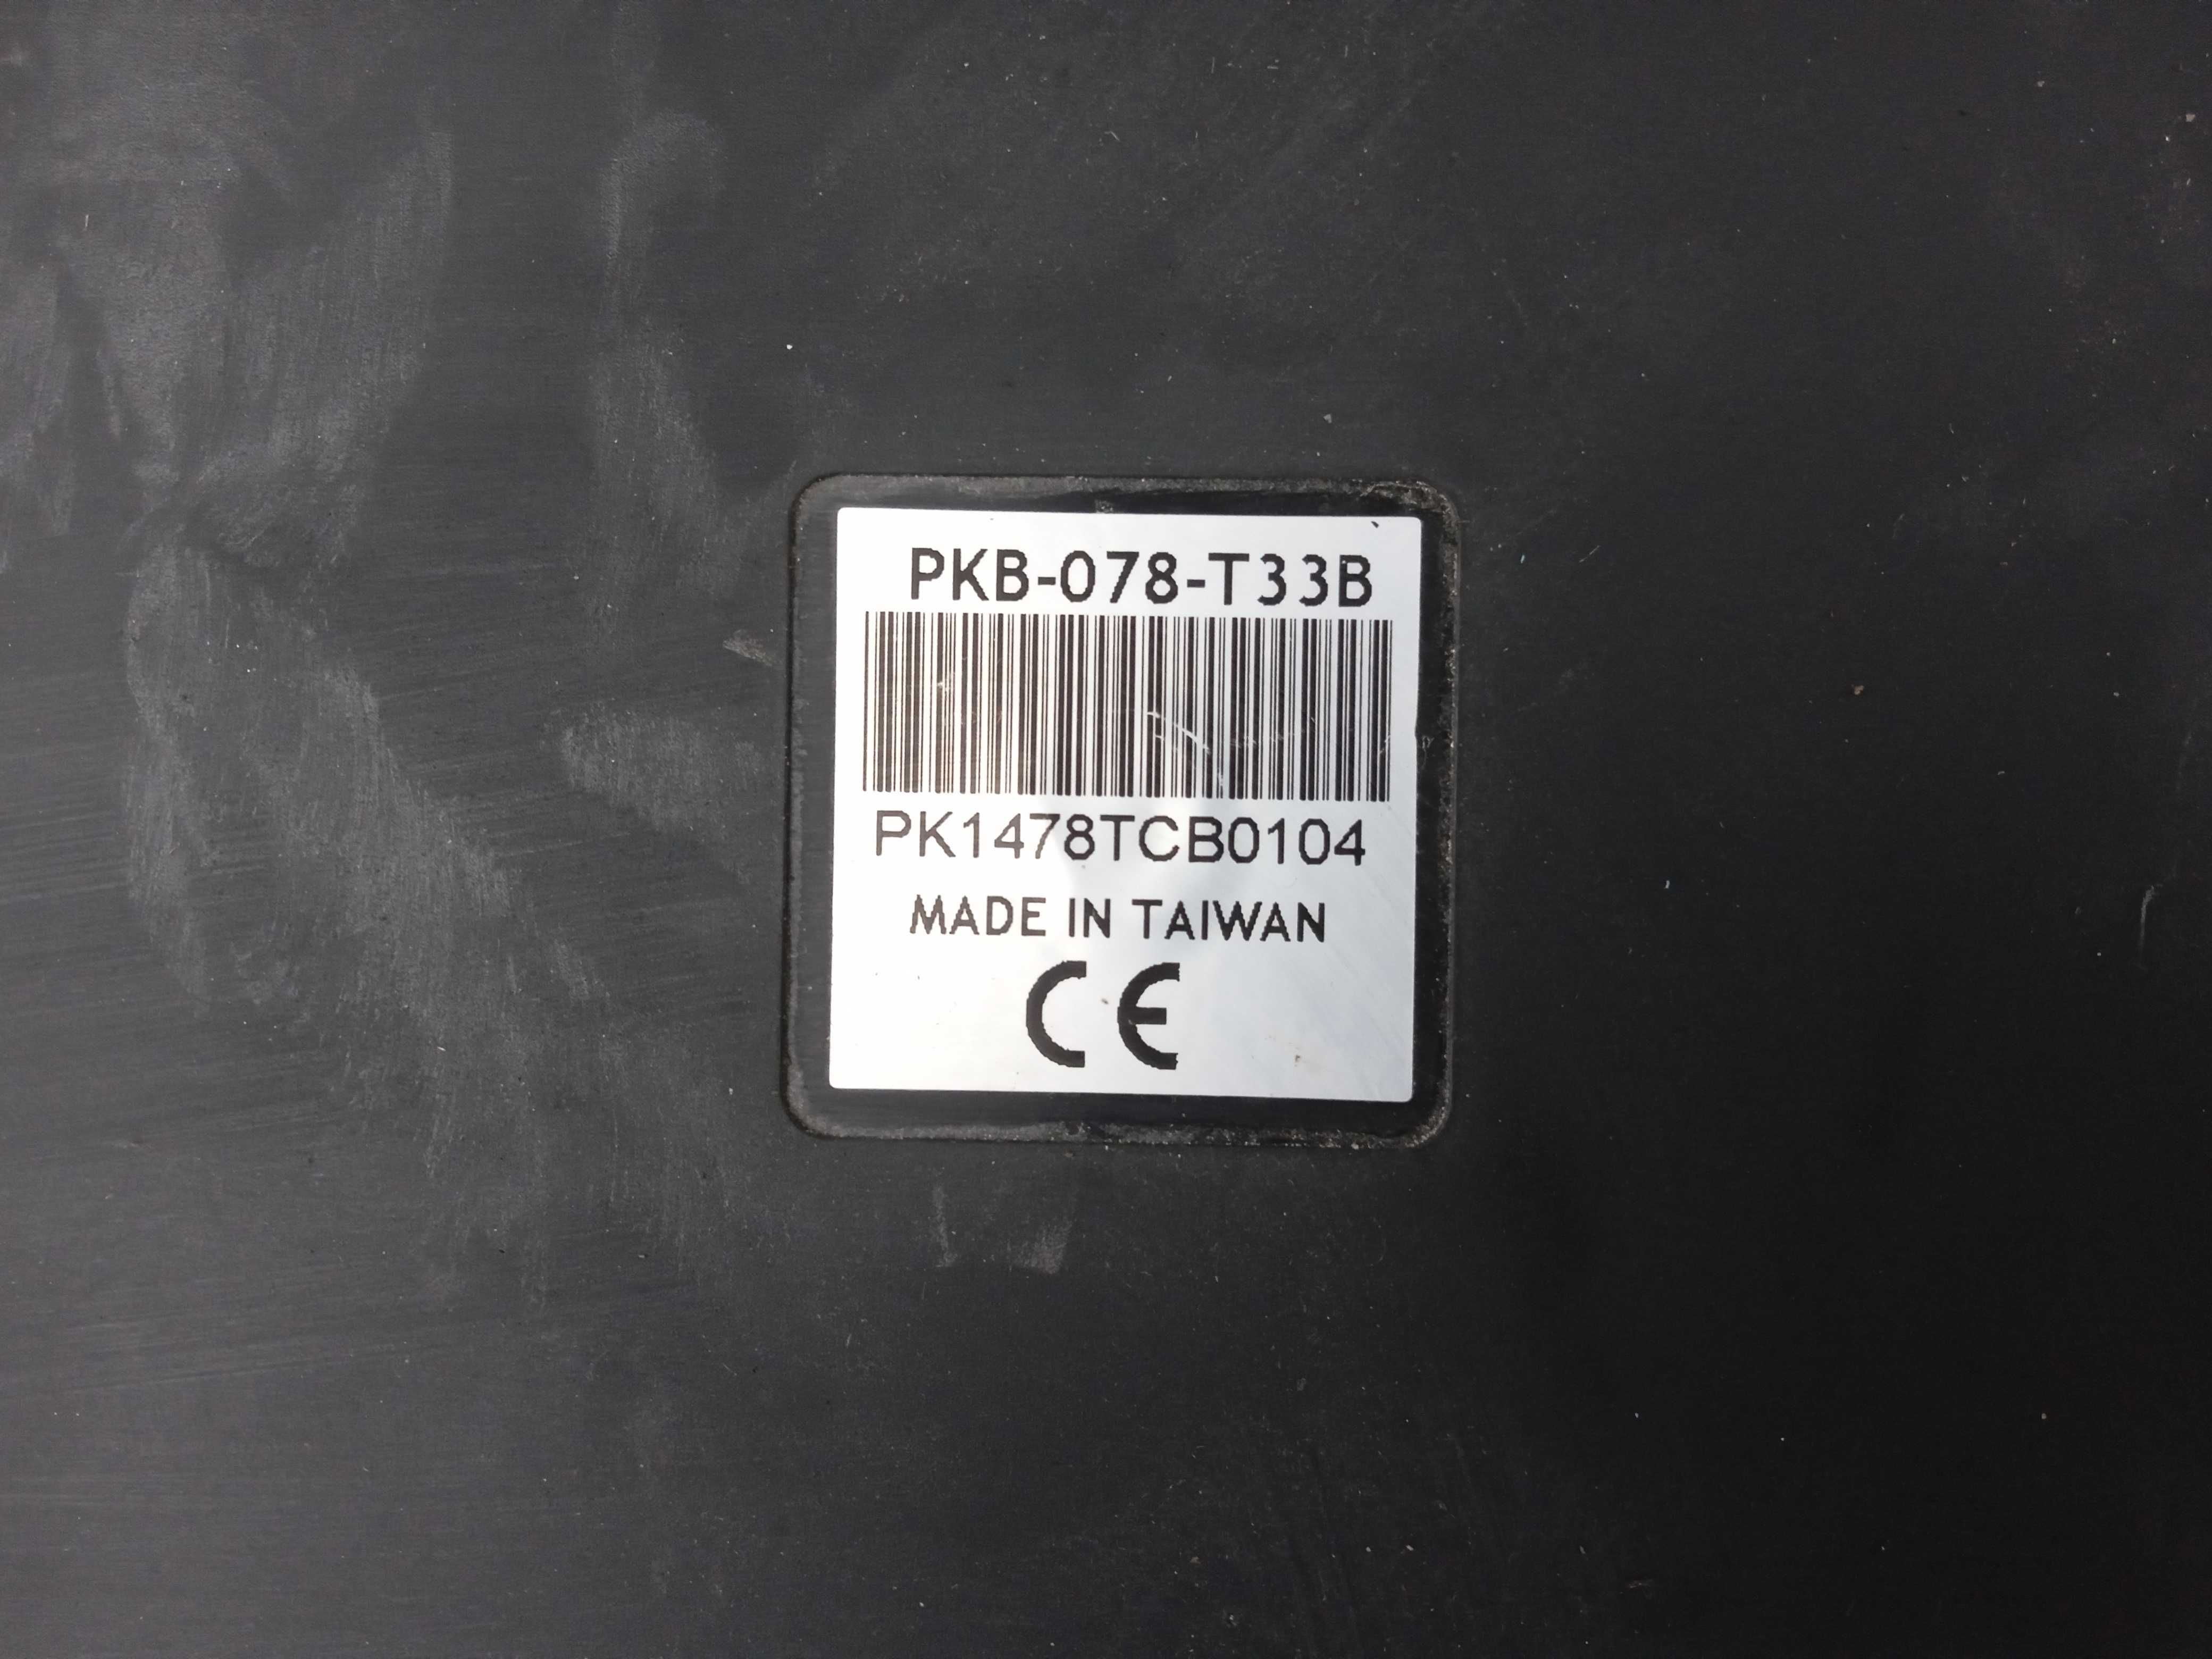 PKB-078-T33B
PK1478TCB0104
MADE IN TAIWAN
CE